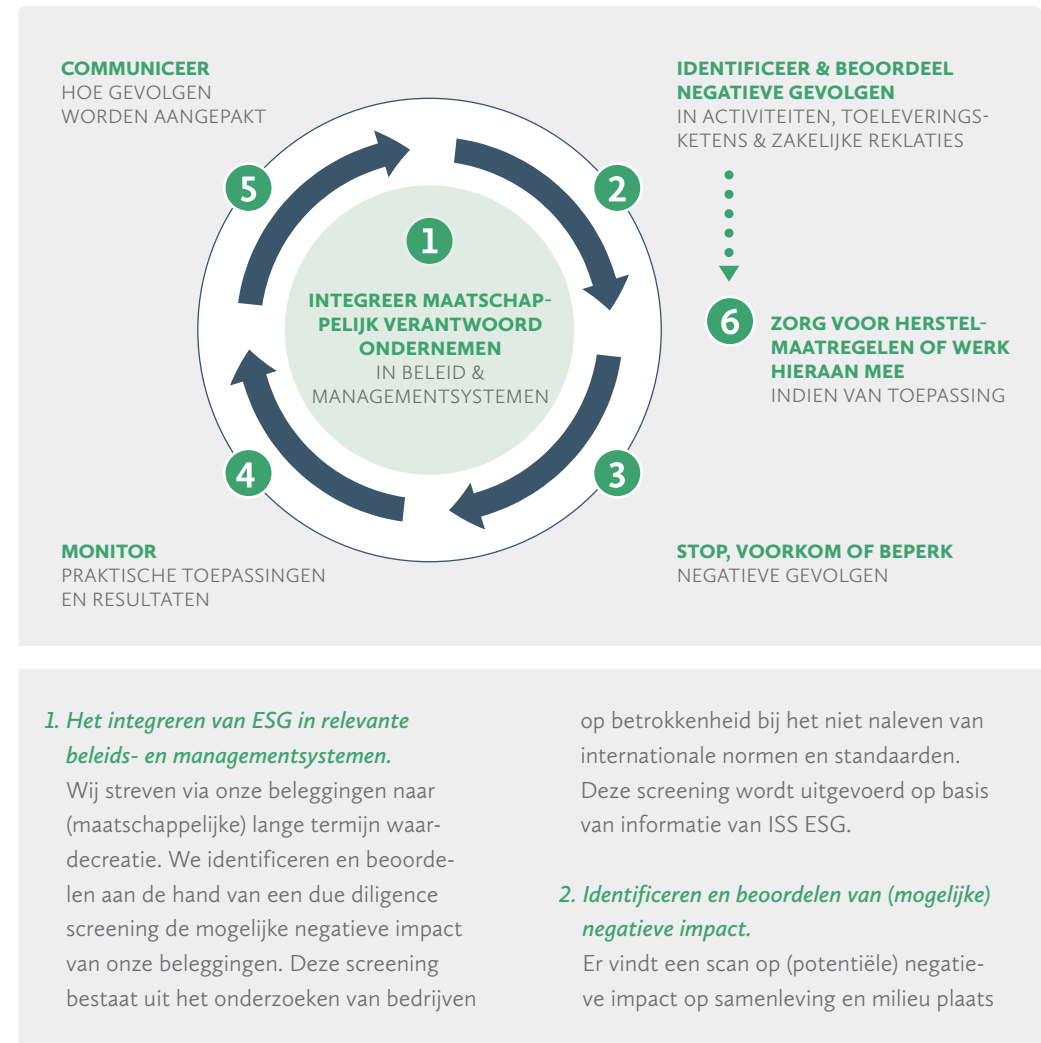 COMMUNICEER
HOE GEVOLGEN
WORDEN AANGEPAKT
IDENTIFICEER & BEOORDEEL
NEGATIEVE GEVOLGEN
IN ACTIVITEITEN, TOELEVERINGS-
KETENS & ZAKELIJKE REKLATIES
5
2
1
INTEGREER MAATSCHAP-
PELIJK VERANTWOORD
ONDERNEMEN
IN BELEID &
MANAGEMENTSYSTEMEN
6
ZORG VOOR HERSTEL-
MAATREGELEN OF WERK
HIERAAN MEE
INDIEN VAN TOEPASSING
4
3
MONITOR
PRAKTISCHE TOEPASSINGEN
EN RESULTATEN
STOP, VOORKOM OF BEPERK
NEGATIEVE GEVOLGEN
1. Het integreren van ESG in relevante
beleids- en managementsystemen.
Wij streven via onze beleggingen naar
(maatschappelijke) lange termijn waar-
decreatie. We identificeren en beoorde-
len aan de hand van een due diligence
screening de mogelijke negatieve impact
van onze beleggingen. Deze screening
bestaat uit het onderzoeken van bedrijven
op betrokkenheid bij het niet naleven van
internationale normen en standaarden.
Deze screening wordt uitgevoerd op basis
van informatie van ISS ESG.
2. Identificeren en beoordelen van (mogelijke)
negatieve impact.
Er vindt een scan op (potentiële) negatie-
ve impact op samenleving en milieu plaats